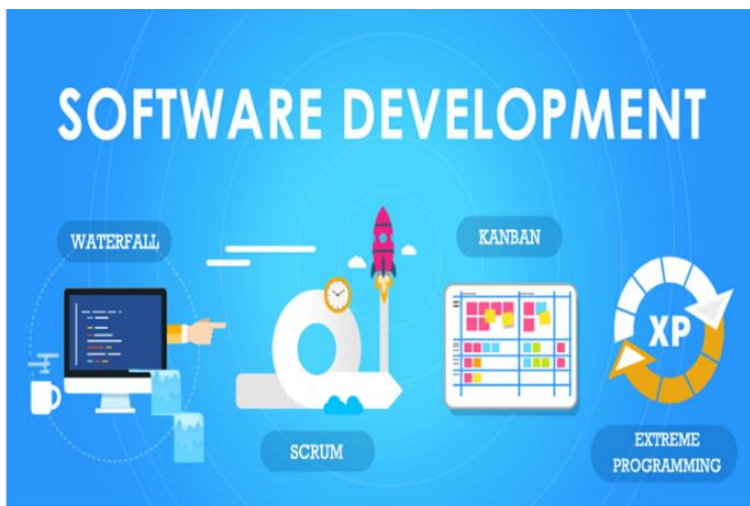 SOFTWARE DEVELOPMENT
WATERFALL
SCRUM
KANBAN
XP
EXTREME
PROGRAMMING